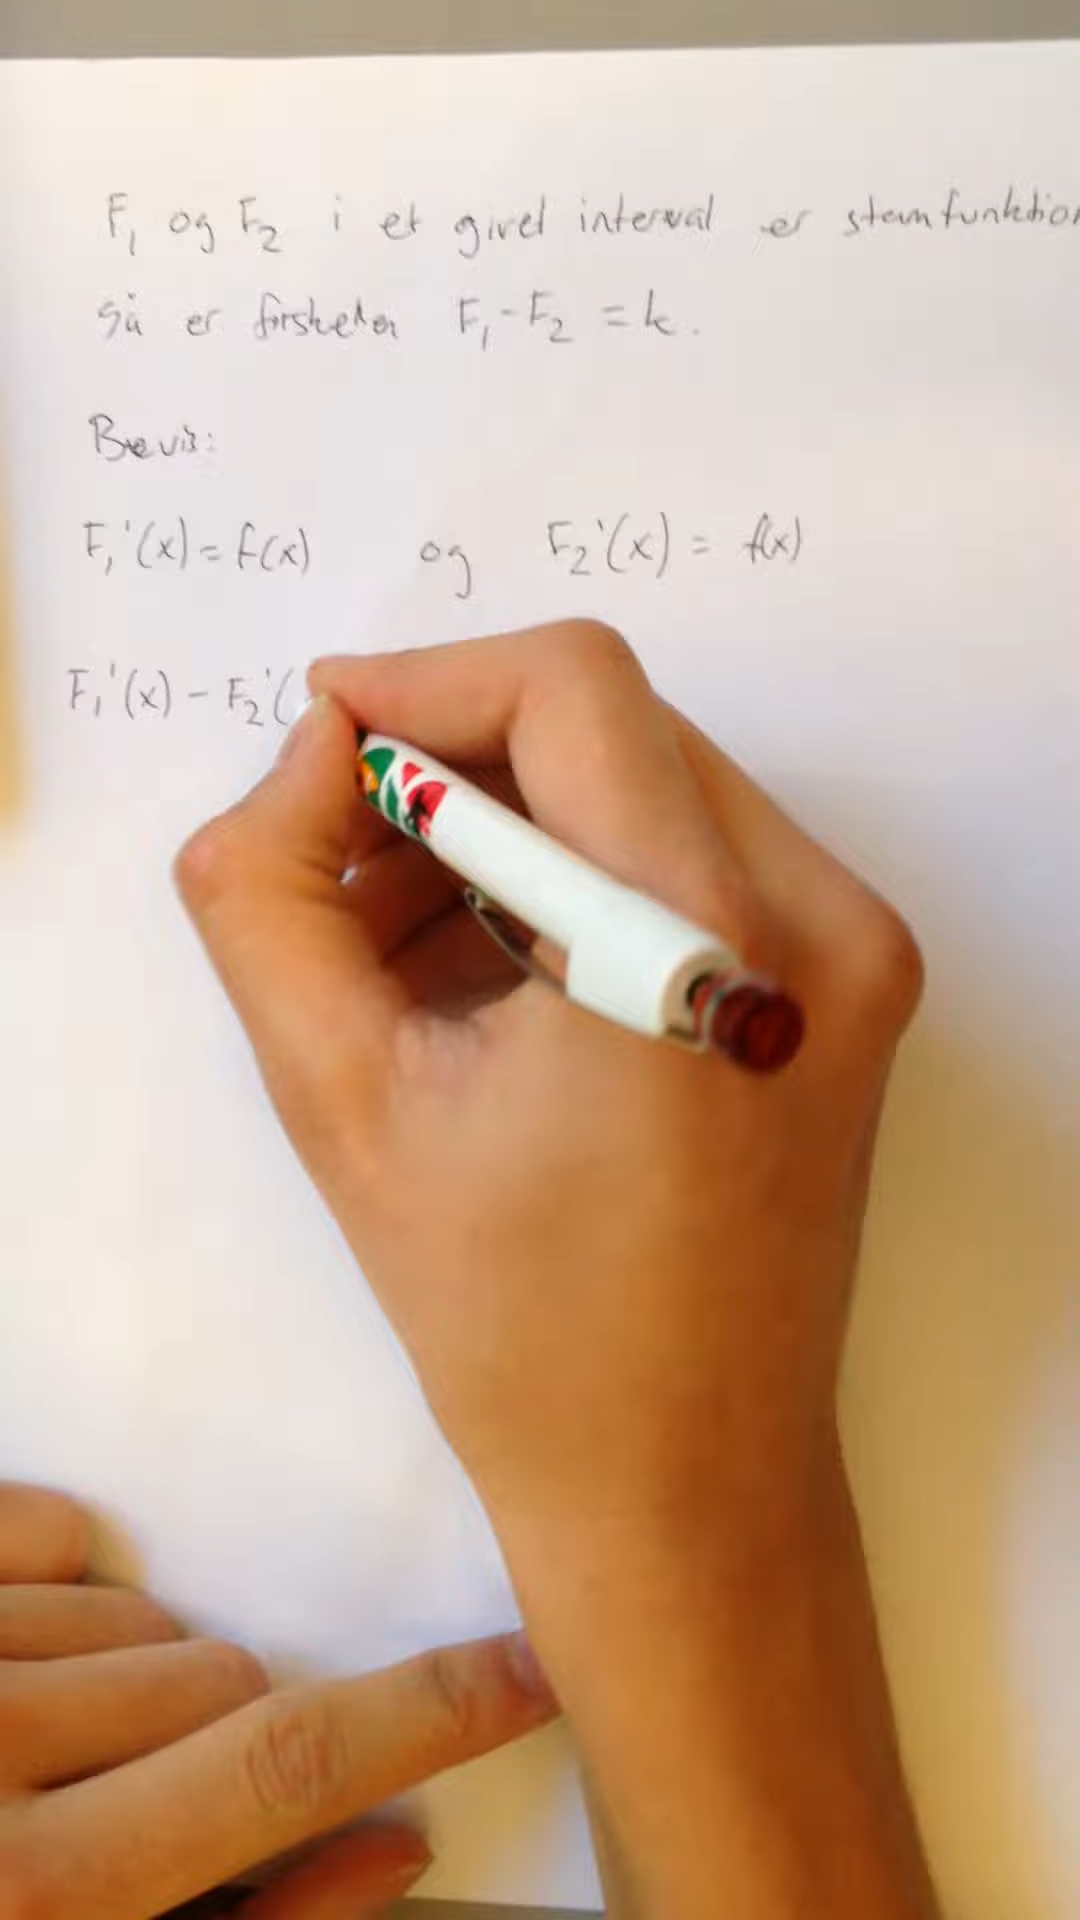 F₁ og F₂ i et givet interval er stamfunktion
så er forskellen F₁-F₂ = k.
Bevis:
F₁'(x) = f(x) og F₂'(x) = f(x)
F₁'(x) - F₂'(